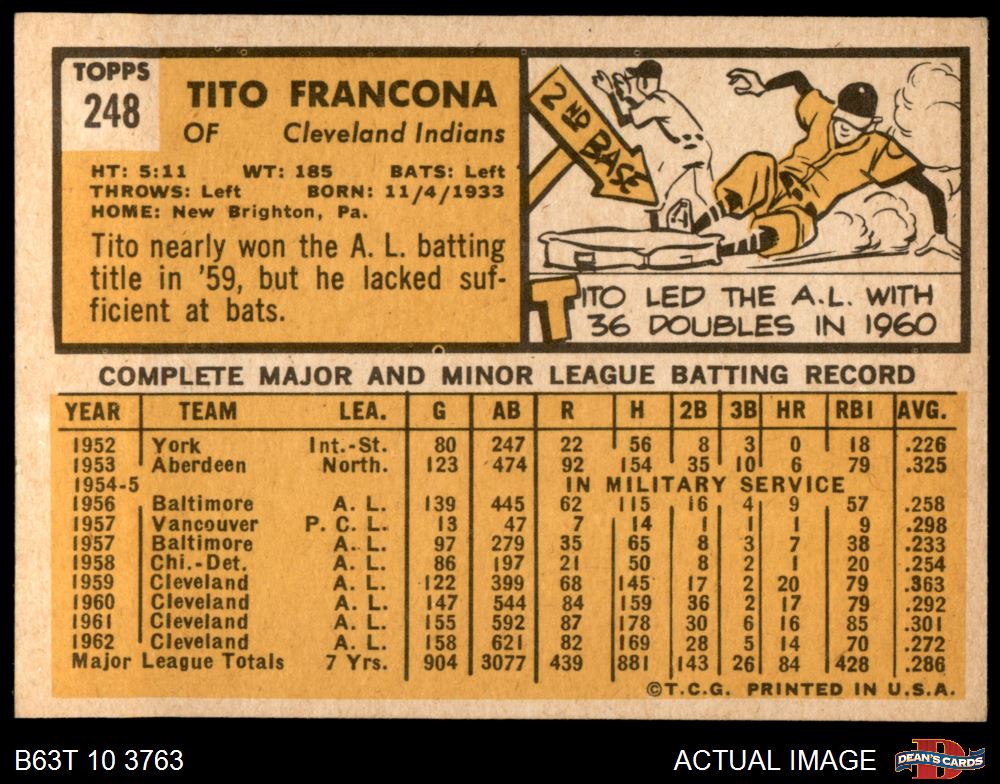 TOPPS
248
TITO FRANCONA
OF Cleveland Indians
HT: 5:11 WT: 185 BATS: Left
THROWS: Left BORN: 11/4/1933
HOME: New Brighton, Pa.
Tito nearly won the A. L. batting
title in '59, but he lacked suf-
ficient at bats.
2ND BASE
TITO LED THE A.L. WITH
36 DOUBLES IN 1960
COMPLETE MAJOR AND MINOR LEAGUE BATTING RECORD
YEAR TEAM LEA. G AB R H 2B 3B HR RBI AVG.
1952 York Int.-St. 80 247 22 56 8 3 0 18 .226
1953 Aberdeen North. 123 474 92 154 35 10 6 79 .325
1954-5 IN MILITARY SERVICE
1956 Baltimore A. L. 139 445 62 115 16 4 9 57 .258
1957 Vancouver P. C. L. 13 47 7 14 1 1 1 9 .298
1957 Baltimore A. L. 97 279 35 65 8 3 7 38 .233
1958 Chi.-Det. A. L. 86 197 21 50 8 2 1 20 .254
1959 Cleveland A. L. 122 399 68 145 17 2 20 79 .363
1960 Cleveland A. L. 147 544 84 159 36 2 17 79 .292
1961 Cleveland A. L. 155 592 87 178 30 6 16 85 .301
1962 Cleveland A. L. 158 621 82 169 28 5 14 70 .272
Major League Totals 7 Yrs. 904 3077 439 881 143 26 84 428 .286
©T.C.G. PRINTED IN U.S.A.
B63T 10 3763
ACTUAL IMAGE
D
DEAN'S CARDS